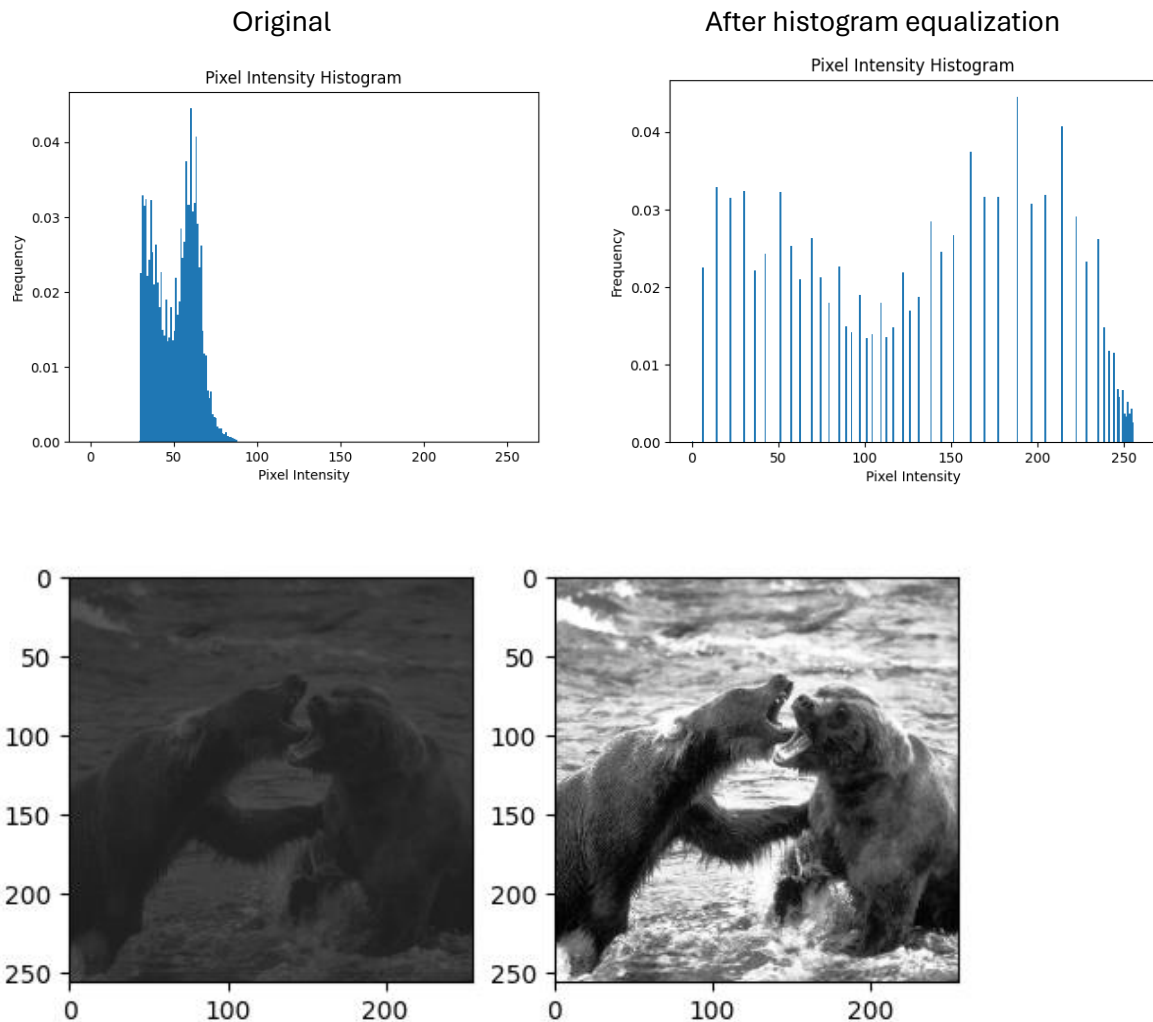 Original
After histogram equalization
Pixel Intensity Histogram
0.04
0.03
0.02
0.01
0.00
Frequency
0 50 100 150 200 250
Pixel Intensity
Pixel Intensity Histogram
0.04
0.03
0.02
0.01
0.00
Frequency
0 50 100 150 200 250
Pixel Intensity
0
50
100
150
200
250
0 100 200
0
50
100
150
200
250
0 100 200